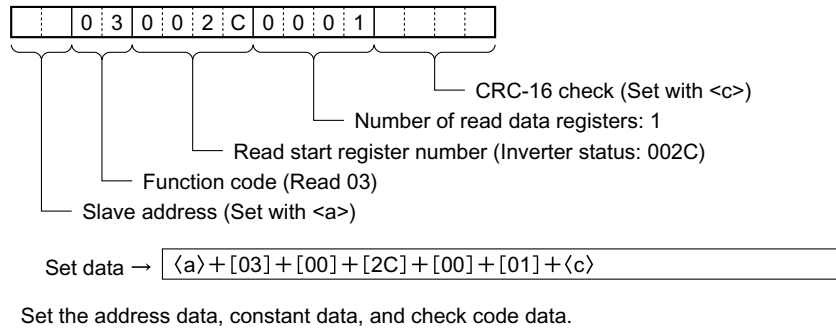 0 3 0 0 2 C 0 0 0 1
CRC-16 check (Set with <c>)
Number of read data registers: 1
Read start register number (Inverter status: 002C)
Function code (Read 03)
Slave address (Set with <a>)
Set data → 〈a〉+[03]+[00]+[2C]+[00]+[01]+〈c〉
Set the address data, constant data, and check code data.